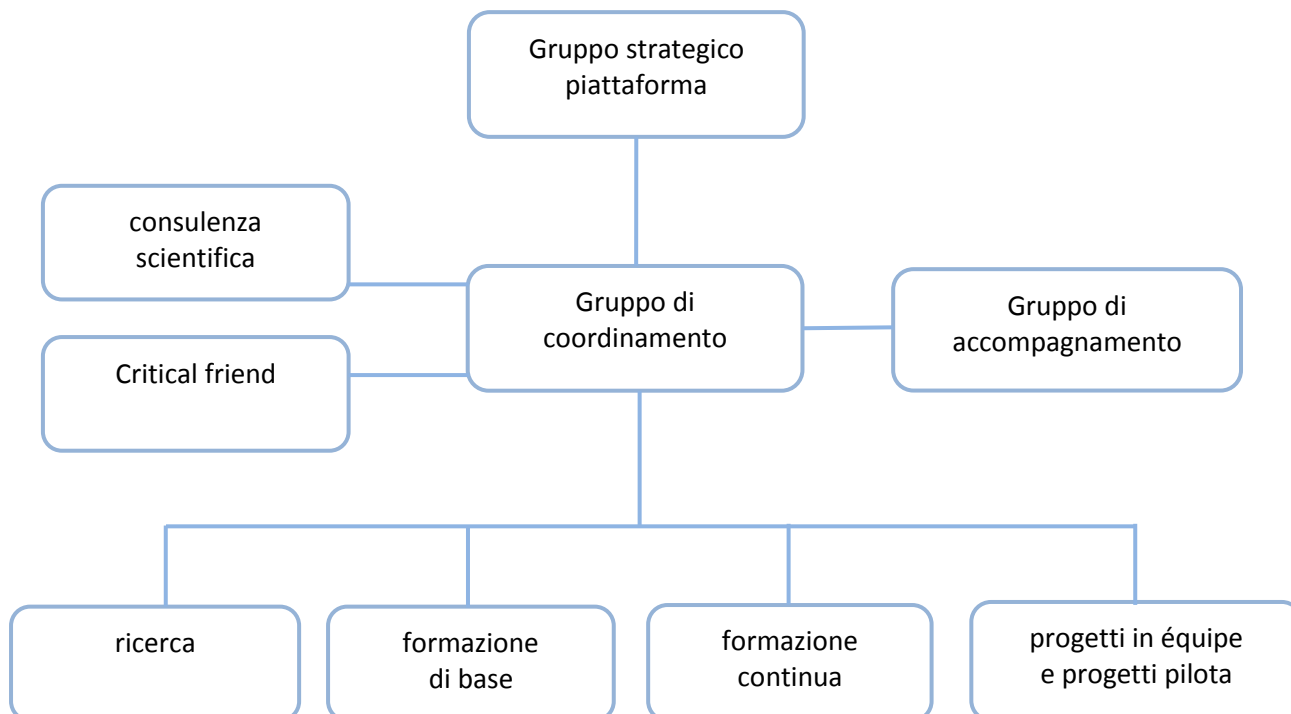 Gruppo strategico
piattaforma
consulenza
scientifica
Gruppo di
coordinamento
Gruppo di
accompagnamento
Critical friend
ricerca
formazione
di base
formazione
continua
progetti in équipe
e progetti pilota